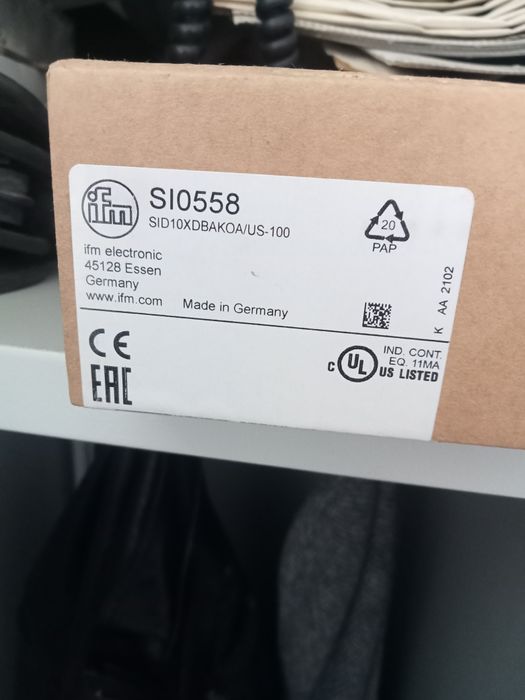 ifm
SI0558
SID10XDBAKOA/US-100
ifm electronic
45128 Essen
Germany
www.ifm.com
Made in Germany
20
PAP
K AA 2102
CE
EAC
C UL US LISTED
IND. CONT.
EQ. 11MA